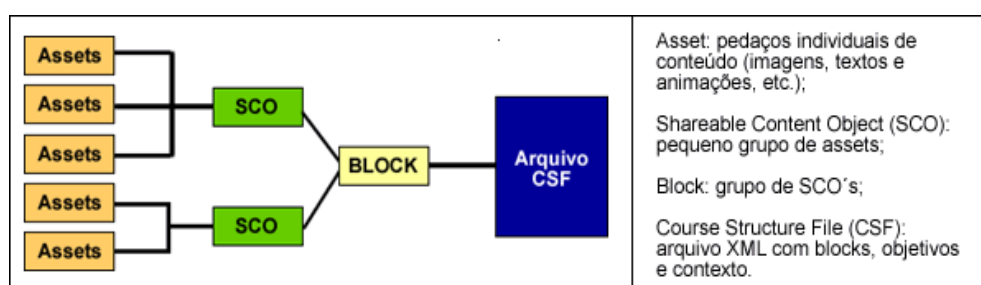 Assets
Assets
Assets
Assets
Assets
SCO
SCO
BLOCK
Arquivo
CSF
Asset: pedaços individuais de
conteúdo (imagens, textos e
animações, etc.);
Shareable Content Object (SCO):
pequeno grupo de assets;
Block: grupo de SCO´s;
Course Structure File (CSF):
arquivo XML com blocks, objetivos
e contexto.